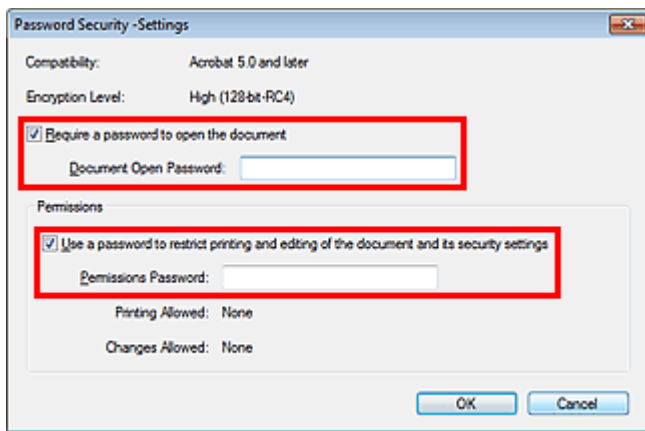 Password Security -Settings
Compatibility: Acrobat 5.0 and later
Encryption Level: High (128-bit-RC4)
Require a password to open the document
Document Open Password:
Permissions
Use a password to restrict printing and editing of the document and its security settings
Permissions Password:
Printing Allowed: None
Changes Allowed: None
OK Cancel